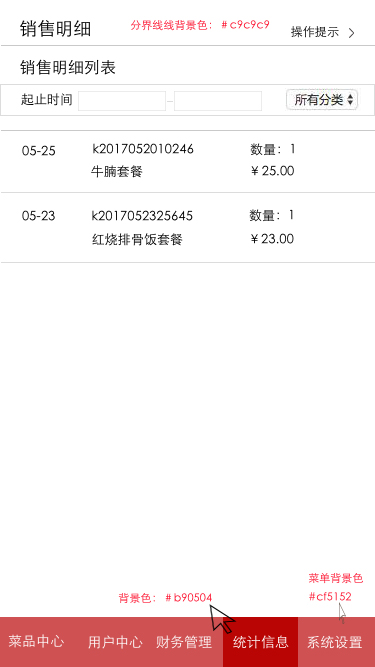 销售明细 分界线线背景色：#c9c9c9 操作提示 >
销售明细列表
起止时间 — 所有分类
05-25 k2017052010246 数量：1
牛腩套餐 ¥25.00
05-23 k2017052325645 数量：1
红烧排骨饭套餐 ¥23.00
菜单背景色
背景色：#b90504 #cf5152
菜品中心 用户中心 财务管理 统计信息 系统设置